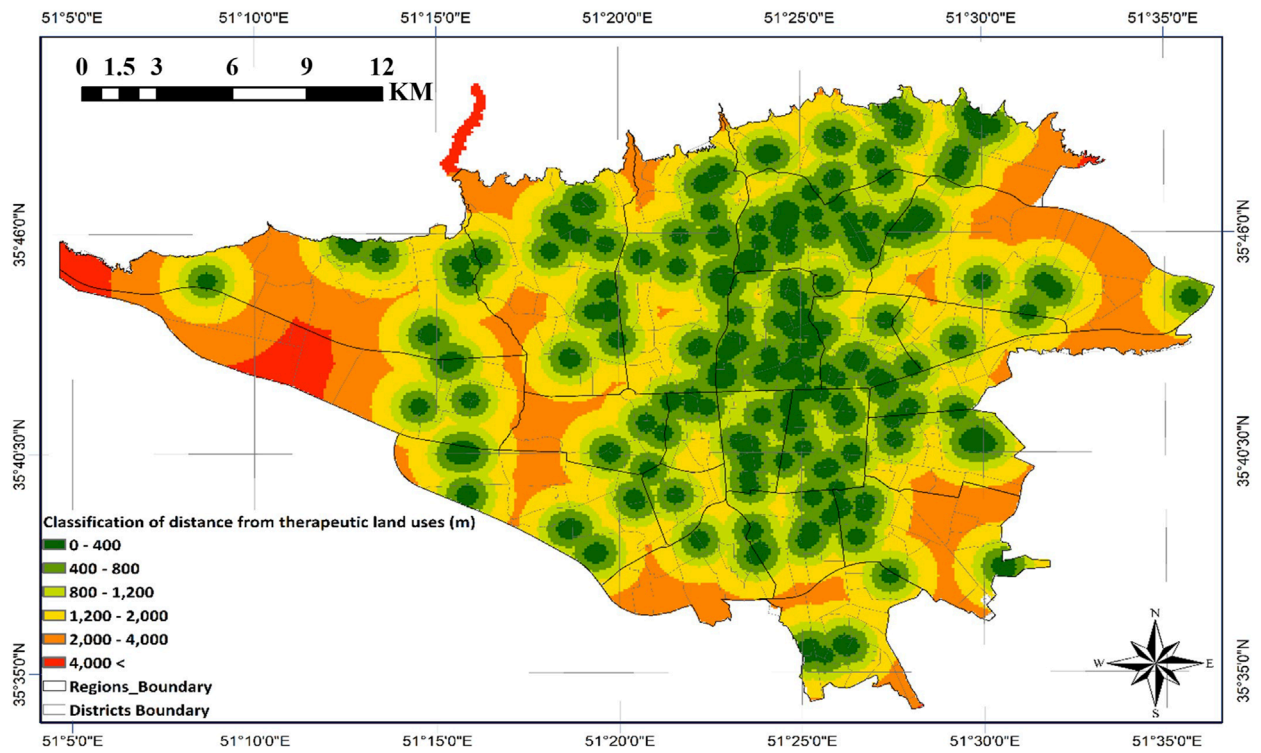 51°5'0"E 51°10'0"E 51°15'0"E 51°20'0"E 51°25'0"E 51°30'0"E 51°35'0"E
0 1.5 3 6 9 12
KM
35°46'0"N 35°46'0"N
35°40'30"N 35°40'30"N
35°35'0"N 35°35'0"N
Classification of distance from therapeutic land uses (m)
0 - 400
400 - 800
800 - 1,200
1,200 - 2,000
2,000 - 4,000
4,000 <
Regions_Boundary
Districts Boundary
N
W E
S
51°5'0"E 51°10'0"E 51°15'0"E 51°20'0"E 51°25'0"E 51°30'0"E 51°35'0"E